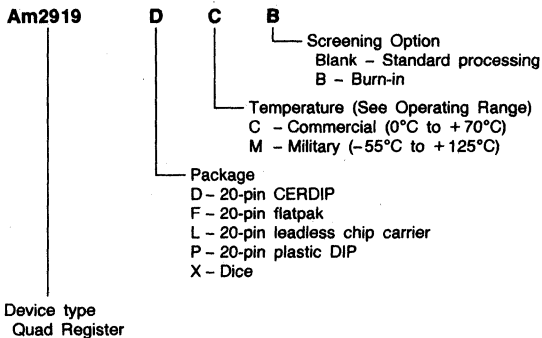 Am2919 D C B
Screening Option
Blank – Standard processing
B – Burn-in
Temperature (See Operating Range)
C – Commercial (0°C to +70°C)
M – Military (–55°C to +125°C)
Package
D – 20-pin CERDIP
F – 20-pin flatpak
L – 20-pin leadless chip carrier
P – 20-pin plastic DIP
X – Dice
Device type
Quad Register